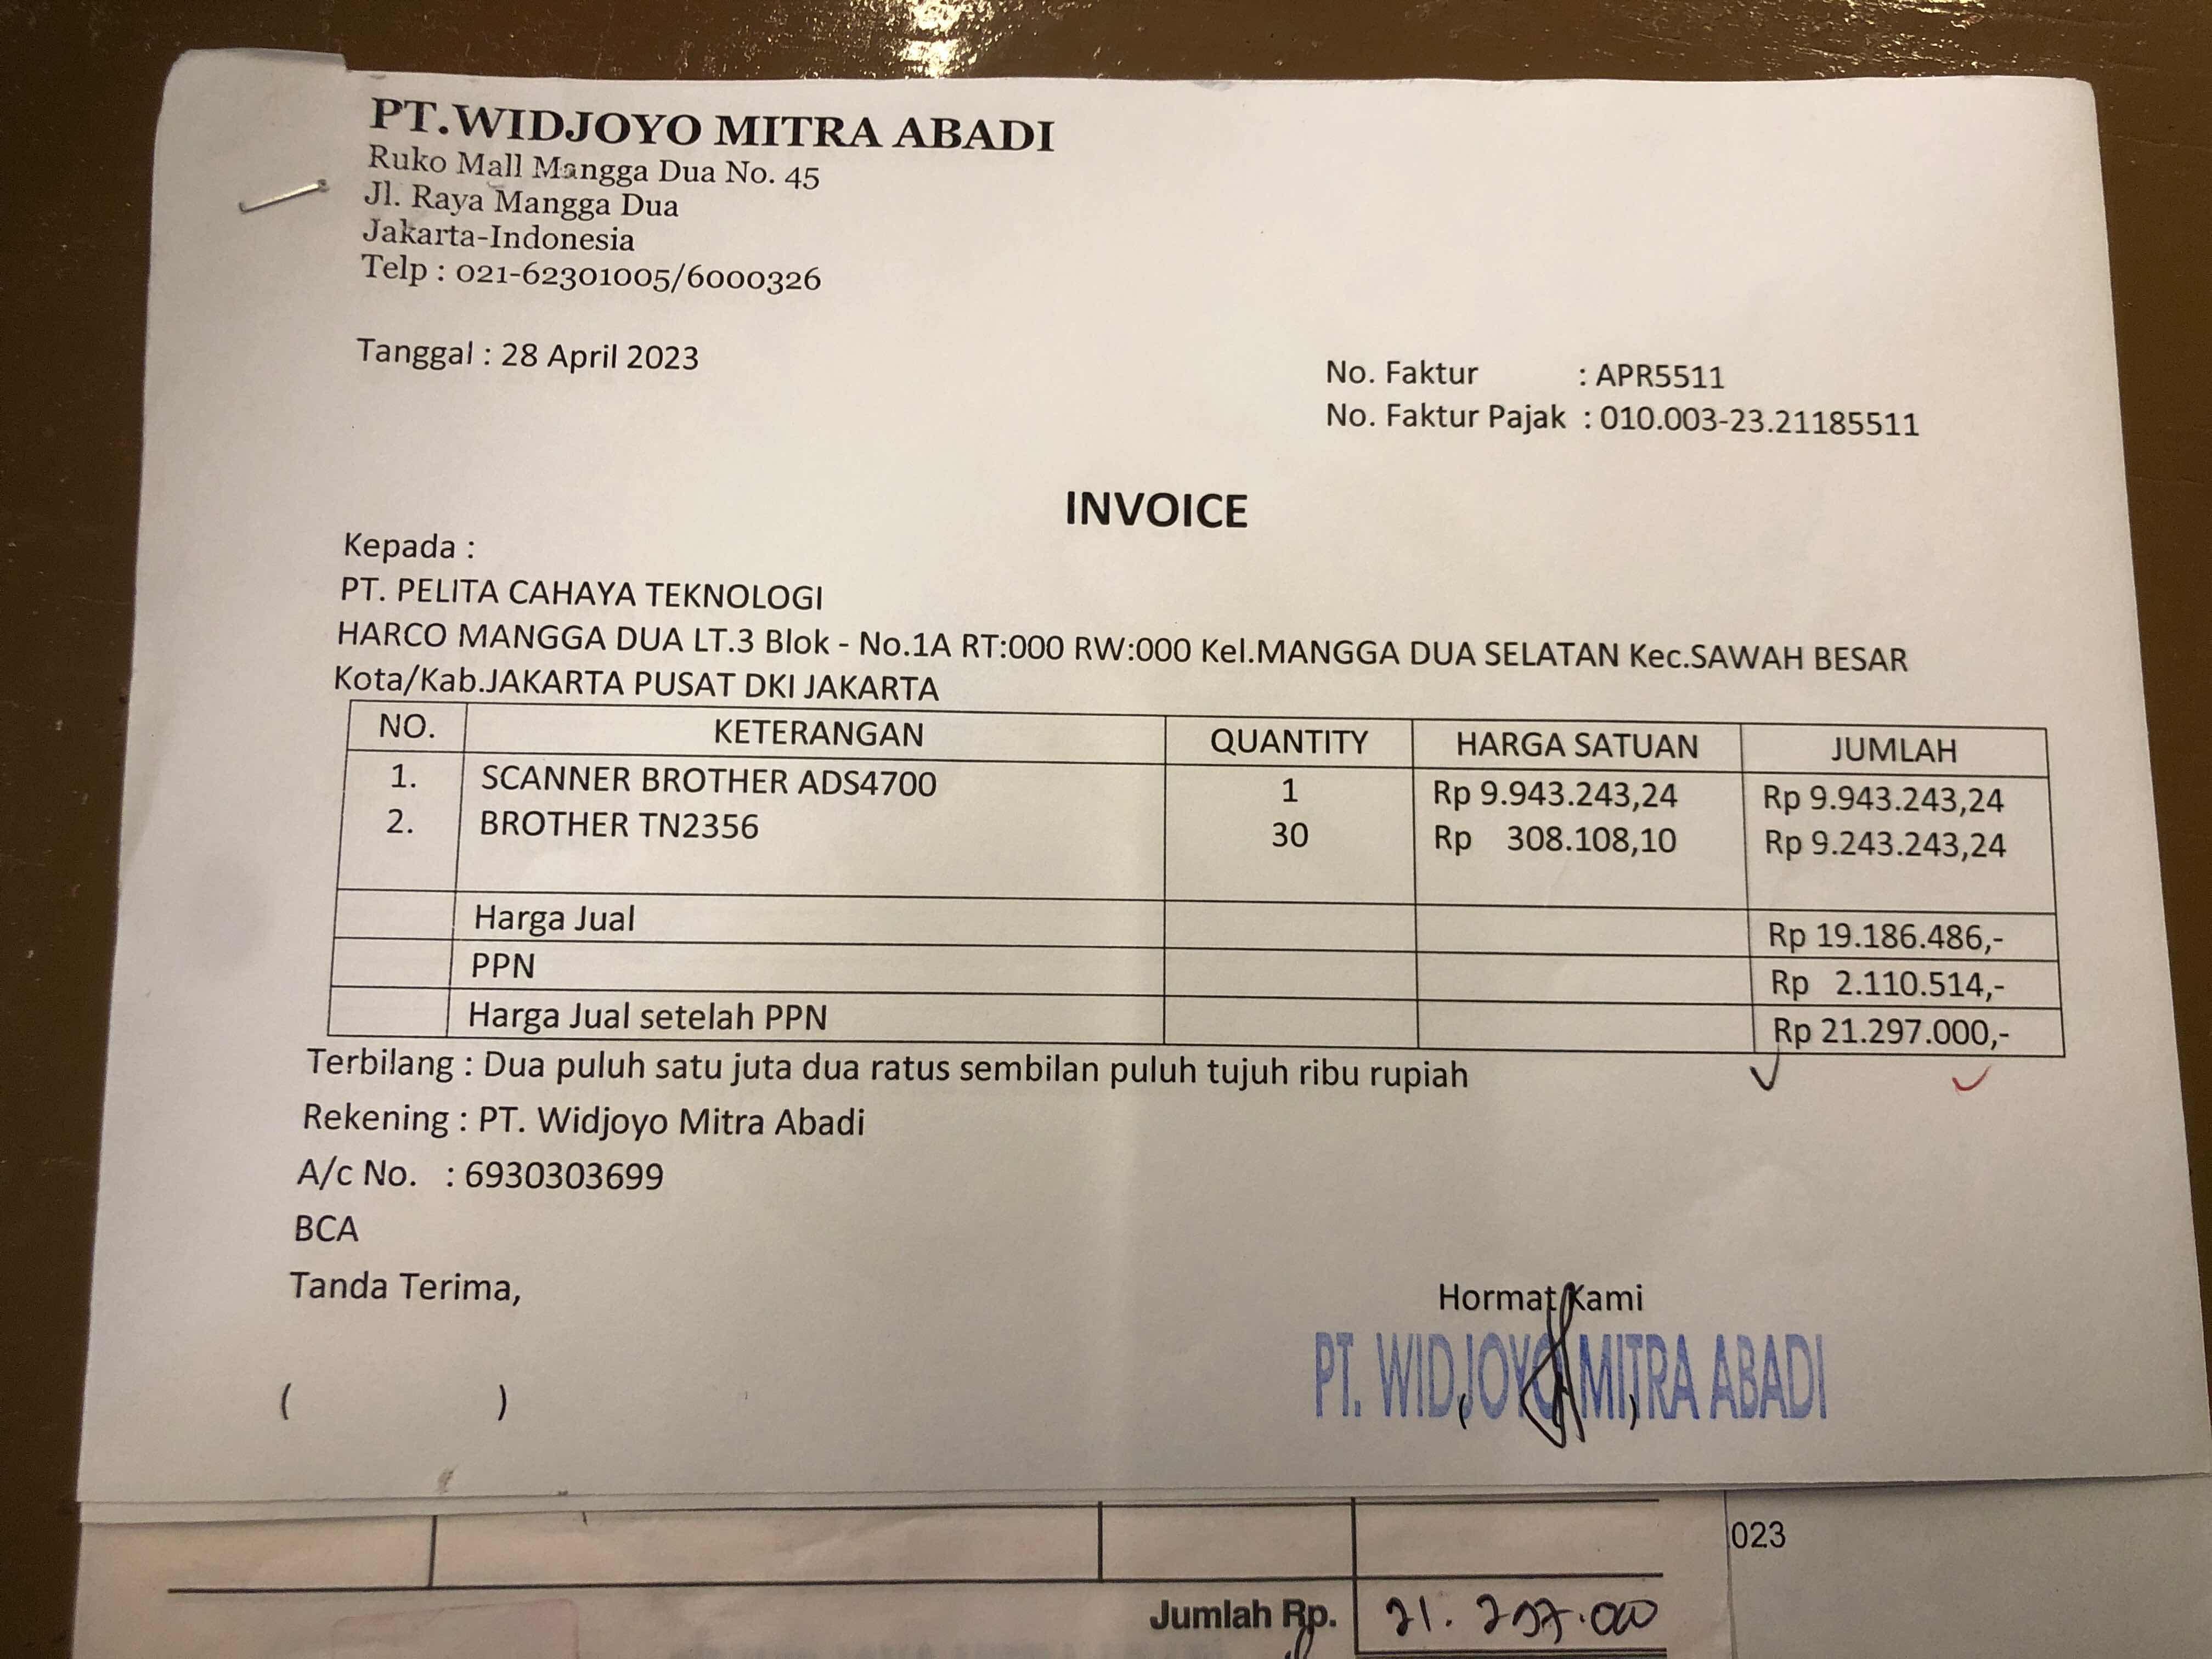 PT.WIDJOYO MITRA ABADI
Ruko Mall Mangga Dua No. 45
Jl. Raya Mangga Dua
Jakarta-Indonesia
Telp : 021-62301005/6000326
Tanggal : 28 April 2023
No. Faktur : APR5511
No. Faktur Pajak : 010.003-23.21185511
INVOICE
Kepada :
PT. PELITA CAHAYA TEKNOLOGI
HARCO MANGGA DUA LT.3 Blok - No.1A RT:000 RW:000 Kel.MANGGA DUA SELATAN Kec.SAWAH BESAR
Kota/Kab.JAKARTA PUSAT DKI JAKARTA
NO. KETERANGAN QUANTITY HARGA SATUAN JUMLAH
1. SCANNER BROTHER ADS4700 1 Rp 9.943.243,24 Rp 9.943.243,24
2. BROTHER TN2356 30 Rp 308.108,10 Rp 9.243.243,24
Harga Jual Rp 19.186.486,-
PPN Rp 2.110.514,-
Harga Jual setelah PPN Rp 21.297.000,-
Terbilang : Dua puluh satu juta dua ratus sembilan puluh tujuh ribu rupiah
Rekening : PT. Widjoyo Mitra Abadi
A/c No. : 6930303699
BCA
Tanda Terima,
Hormat Kami
PT. WIDJOYO MITRA ABADI
( )
( )
023
Jumlah Rp. 21.297.000